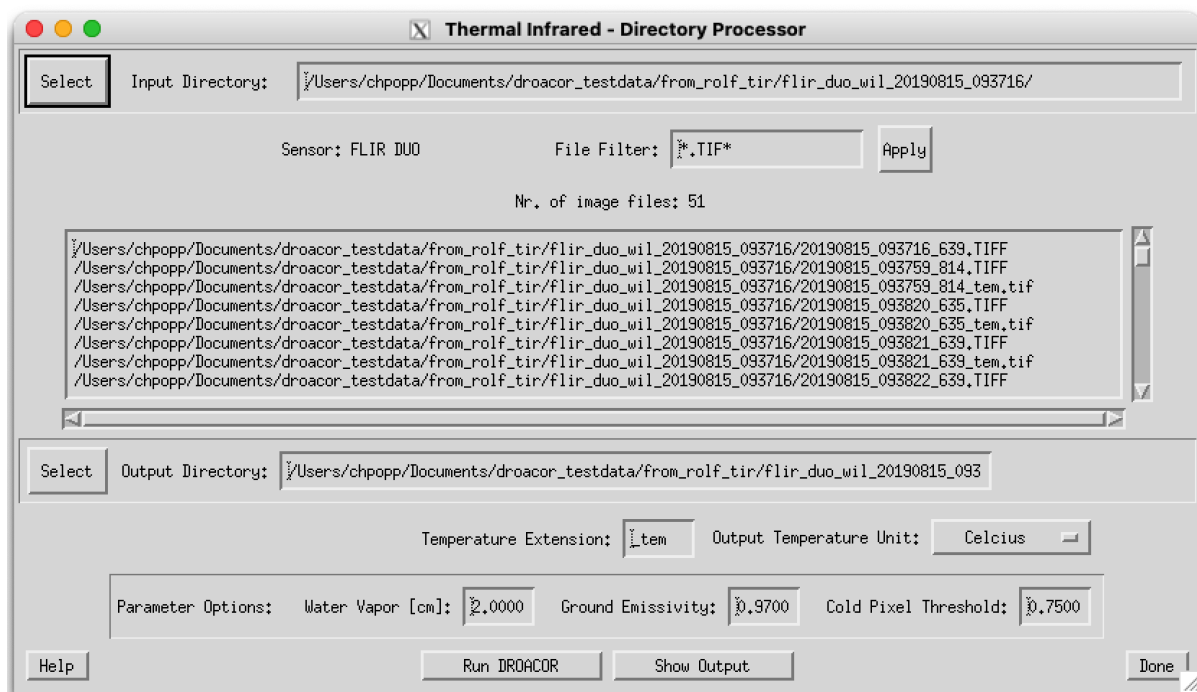 Thermal Infrared - Directory Processor
Select Input Directory: /Users/chpopp/Documents/droacor_testdata/from_rolf_tir/flir_duo_wil_20190815_093716/
Sensor: FLIR DUO File Filter: *.TIF* Apply
Nr. of image files: 51
/Users/chpopp/Documents/droacor_testdata/from_rolf_tir/flir_duo_wil_20190815_093716/20190815_093716_639.TIFF
/Users/chpopp/Documents/droacor_testdata/from_rolf_tir/flir_duo_wil_20190815_093716/20190815_093759_814.TIFF
/Users/chpopp/Documents/droacor_testdata/from_rolf_tir/flir_duo_wil_20190815_093716/20190815_093759_814_tem.tif
/Users/chpopp/Documents/droacor_testdata/from_rolf_tir/flir_duo_wil_20190815_093716/20190815_093820_635.TIFF
/Users/chpopp/Documents/droacor_testdata/from_rolf_tir/flir_duo_wil_20190815_093716/20190815_093820_635_tem.tif
/Users/chpopp/Documents/droacor_testdata/from_rolf_tir/flir_duo_wil_20190815_093716/20190815_093821_639.TIFF
/Users/chpopp/Documents/droacor_testdata/from_rolf_tir/flir_duo_wil_20190815_093716/20190815_093821_639_tem.tif
/Users/chpopp/Documents/droacor_testdata/from_rolf_tir/flir_duo_wil_20190815_093716/20190815_093822_639.TIFF
Select Output Directory: /Users/chpopp/Documents/droacor_testdata/from_rolf_tir/flir_duo_wil_20190815_093
Temperature Extension: _tem Output Temperature Unit: Celcius
Parameter Options: Water Vapor [cm]: 2.0000 Ground Emissivity: 0.9700 Cold Pixel Threshold: 0.7500
Help Run DROACOR Show Output Done